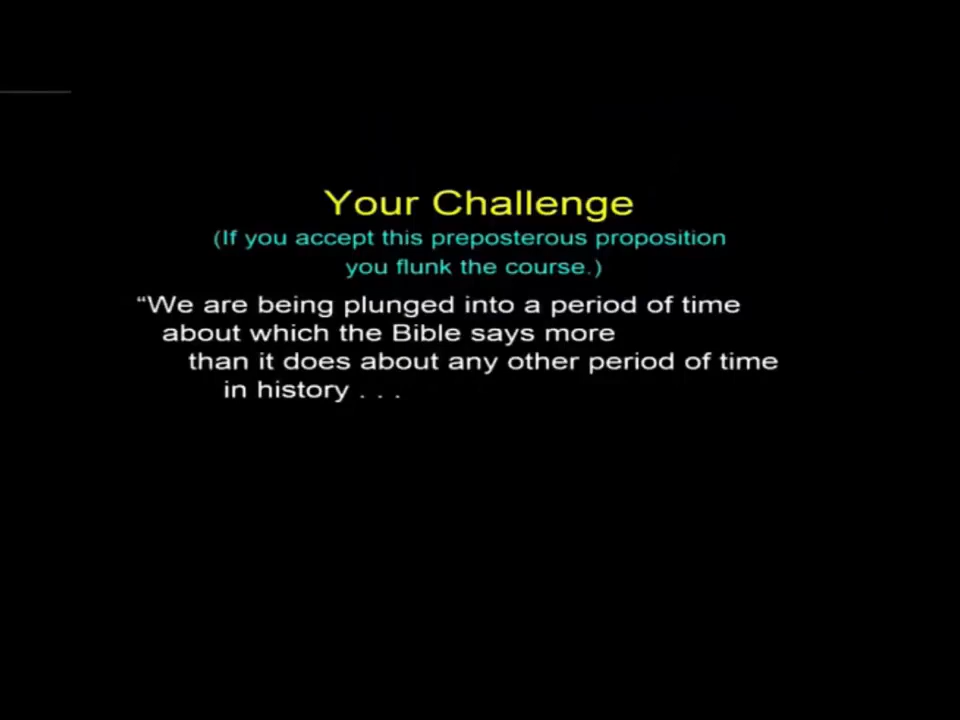 Your Challenge
(If you accept this preposterous proposition
you flunk the course.)
“We are being plunged into a period of time
about which the Bible says more
than it does about any other period of time
in history . . .